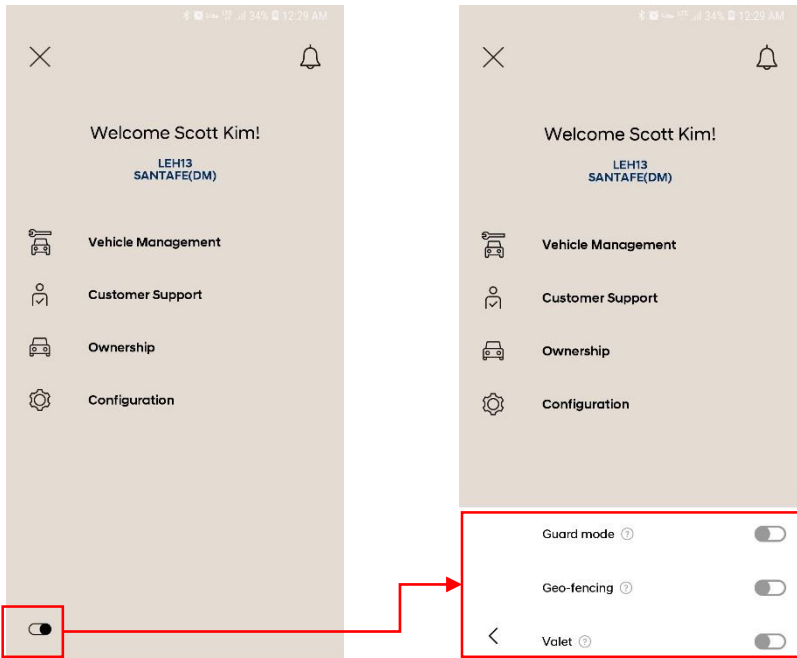 34% 12:29 AM
Welcome Scott Kim!
LEH13
SANTAFE(DM)
Vehicle Management
Customer Support
Ownership
Configuration
34% 12:29 AM
Welcome Scott Kim!
LEH13
SANTAFE(DM)
Vehicle Management
Customer Support
Ownership
Configuration
Guard mode ?
Geo-fencing ?
Valet ?